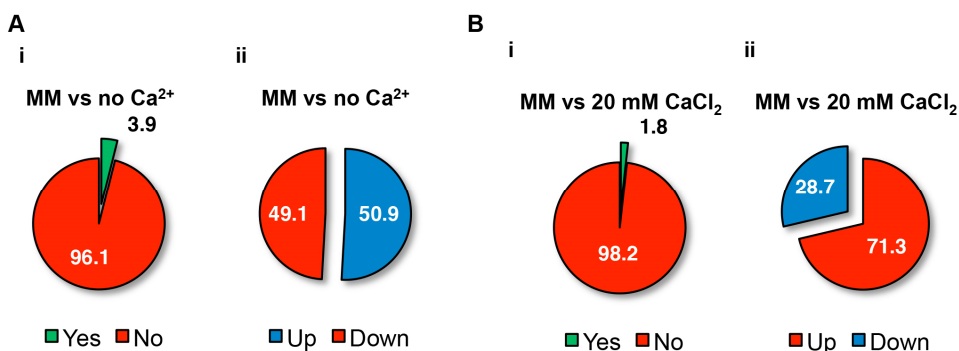 A
B
i
ii
i
ii
MM vs no Ca²⁺
MM vs no Ca²⁺
MM vs 20 mM CaCl₂
MM vs 20 mM CaCl₂
3.9
1.8
49.1
50.9
28.7
96.1
98.2
71.3
Yes No
Up Down
Yes No
Up Down